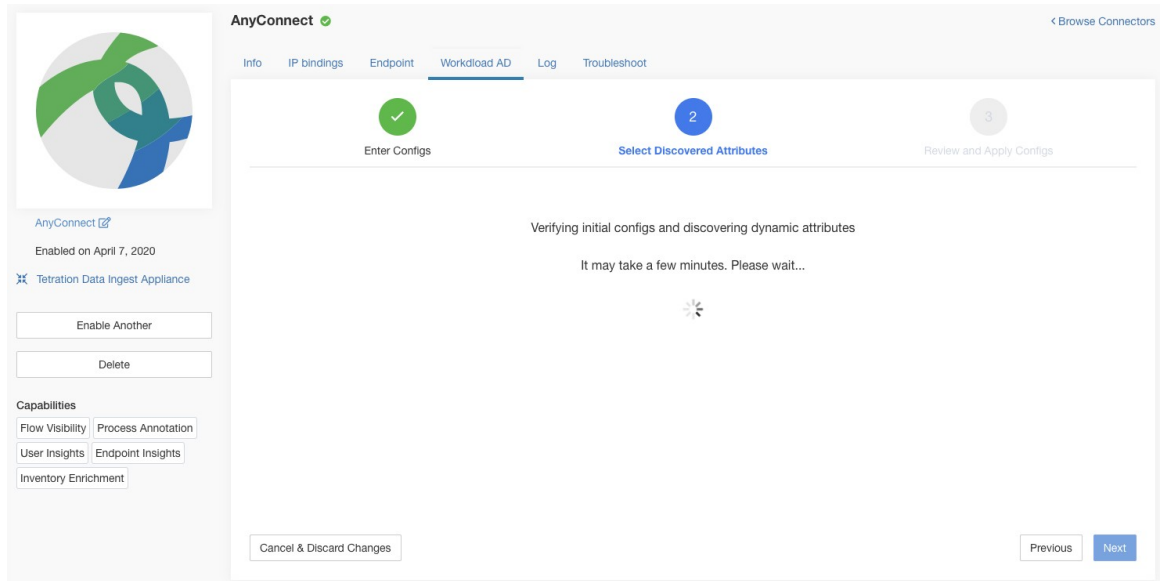 AnyConnect
< Browse Connectors
Info IP bindings Endpoint Workdload AD Log Troubleshoot
2 3
Enter Configs Select Discovered Attributes Review and Apply Configs
Verifying initial configs and discovering dynamic attributes
It may take a few minutes. Please wait...
AnyConnect
Enabled on April 7, 2020
Tetration Data Ingest Appliance
Enable Another
Delete
Capabilities
Flow Visibility Process Annotation
User Insights Endpoint Insights
Inventory Enrichment
Cancel & Discard Changes Previous Next